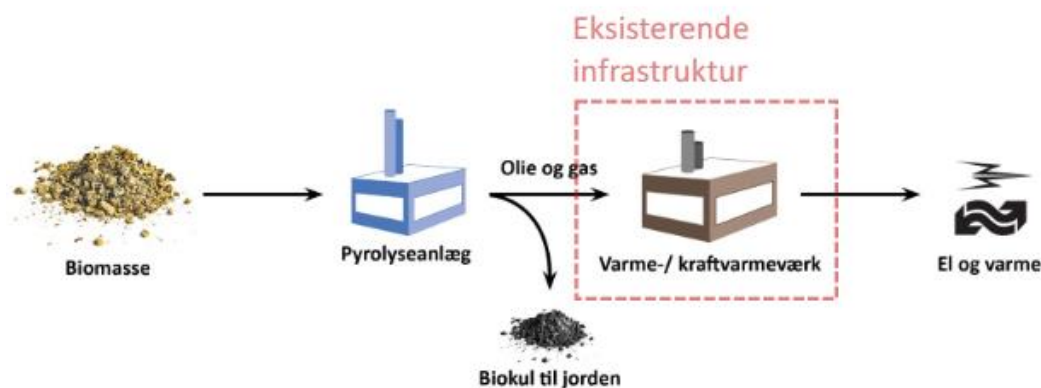 Eksisterende
infrastruktur
Olie og gas
Biomasse
Pyrolyseanlæg
Varme-/ kraftvarmeværk
El og varme
Biokul til jorden